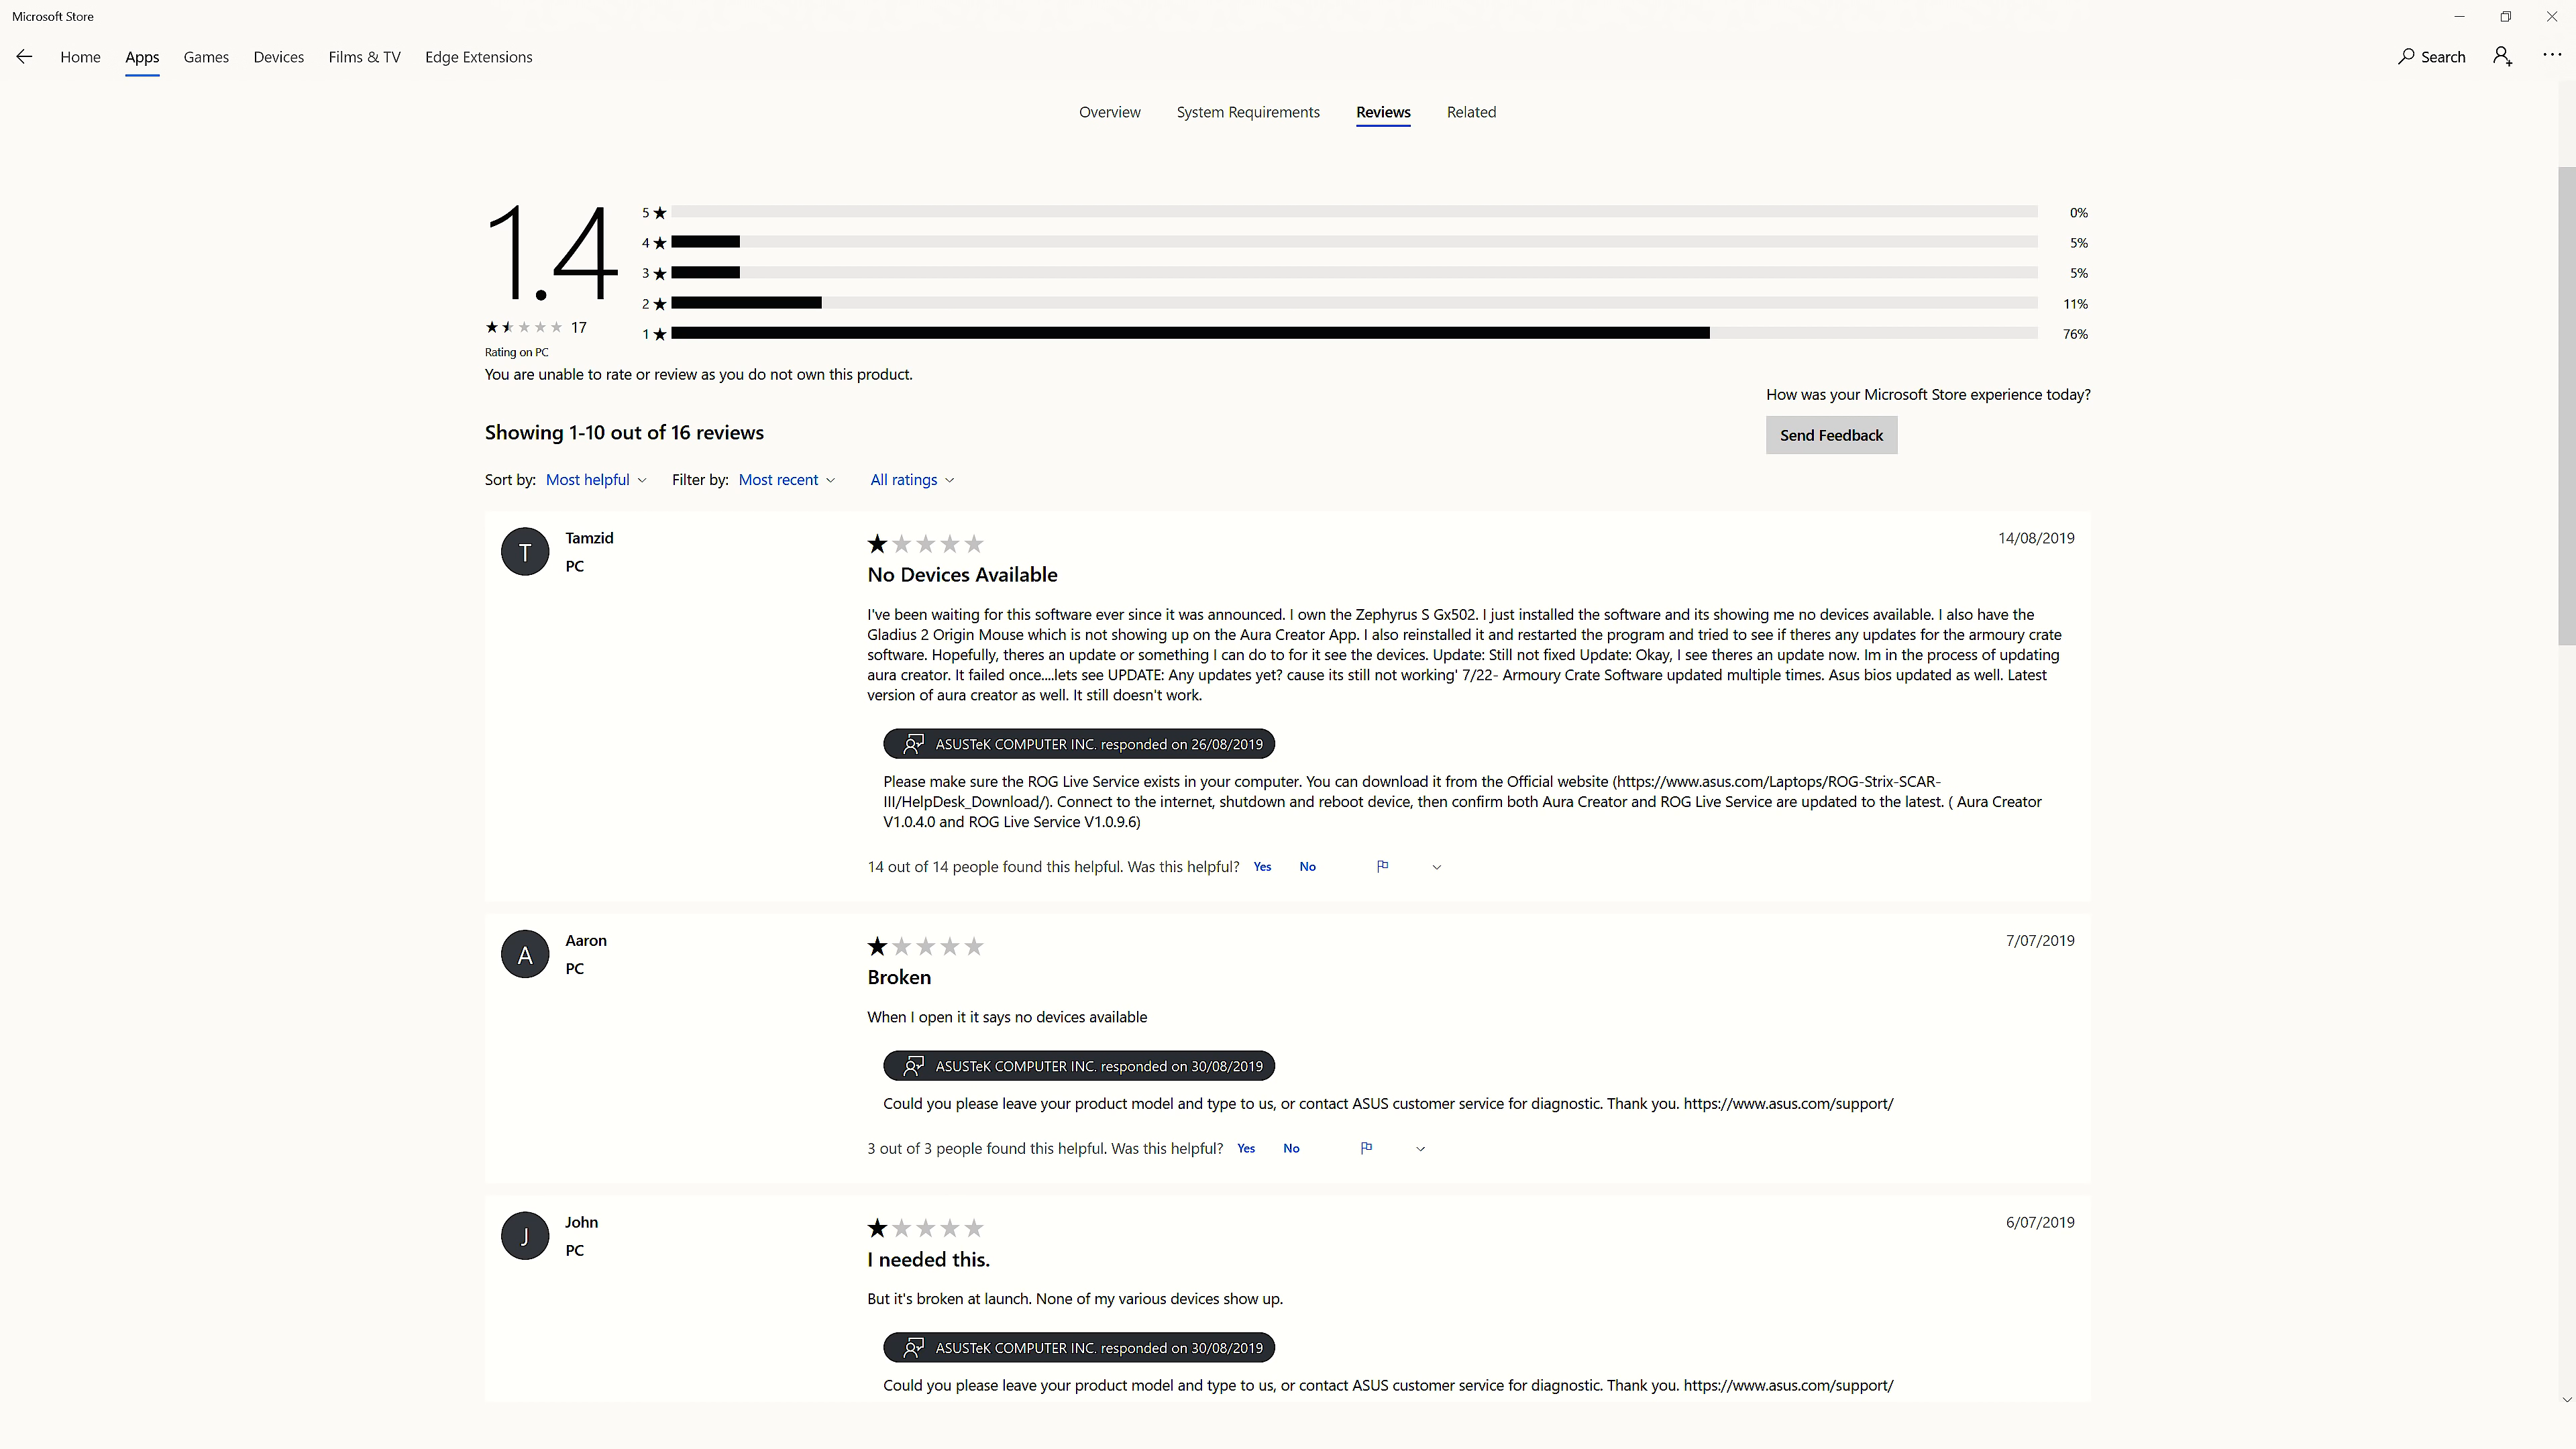 Microsoft Store
Home Apps Games Devices Films & TV Edge Extensions Search
Overview System Requirements Reviews Related
1.4
5 0%
4 5%
3 5%
2 11%
1 76%
17
Rating on PC
You are unable to rate or review as you do not own this product.
How was your Microsoft Store experience today?
Showing 1-10 out of 16 reviews
Send Feedback
Sort by: Most helpful Filter by: Most recent All ratings
T
Tamzid
PC
14/08/2019
No Devices Available
I've been waiting for this software ever since it was announced. I own the Zephyrus S Gx502. I just installed the software and its showing me no devices available. I also have the
Gladius 2 Origin Mouse which is not showing up on the Aura Creator App. I also reinstalled it and restarted the program and tried to see if theres any updates for the armoury crate
software. Hopefully, theres an update or something I can do to for it see the devices. Update: Still not fixed Update: Okay, I see theres an update now. Im in the process of updating
aura creator. It failed once....lets see UPDATE: Any updates yet? cause its still not working' 7/22- Armoury Crate Software updated multiple times. Asus bios updated as well. Latest
version of aura creator as well. It still doesn't work.
ASUSTeK COMPUTER INC. responded on 26/08/2019
Please make sure the ROG Live Service exists in your computer. You can download it from the Official website (https://www.asus.com/Laptops/ROG-Strix-SCAR-
III/HelpDesk_Download/). Connect to the internet, shutdown and reboot device, then confirm both Aura Creator and ROG Live Service are updated to the latest. ( Aura Creator
V1.0.4.0 and ROG Live Service V1.0.9.6)
14 out of 14 people found this helpful. Was this helpful? Yes No
A
Aaron
PC
7/07/2019
Broken
When I open it it says no devices available
ASUSTeK COMPUTER INC. responded on 30/08/2019
Could you please leave your product model and type to us, or contact ASUS customer service for diagnostic. Thank you. https://www.asus.com/support/
3 out of 3 people found this helpful. Was this helpful? Yes No
J
John
PC
6/07/2019
I needed this.
But it's broken at launch. None of my various devices show up.
ASUSTeK COMPUTER INC. responded on 30/08/2019
Could you please leave your product model and type to us, or contact ASUS customer service for diagnostic. Thank you. https://www.asus.com/support/